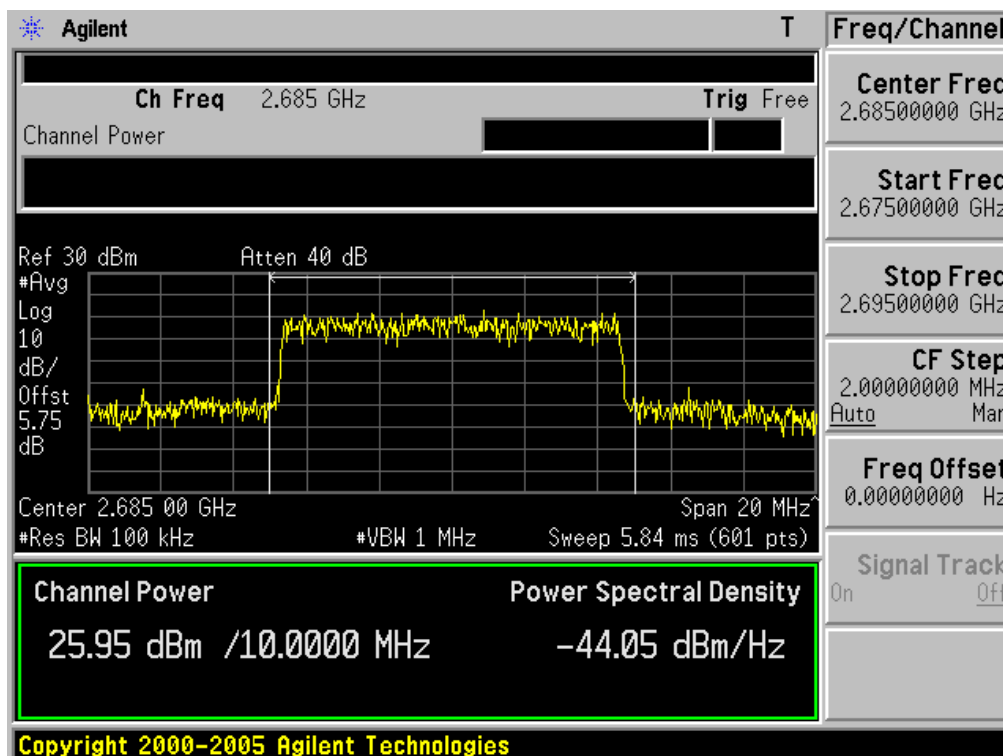 Agilent T Freq/Channel
Ch Freq 2.685 GHz Trig Free
Channel Power
Center Freq
2.68500000 GHz
Start Freq
2.67500000 GHz
Stop Freq
2.69500000 GHz
CF Step
2.00000000 MHz
Auto Man
Freq Offset
0.00000000 Hz
Signal Track
On Off
Ref 30 dBm Atten 40 dB
#Avg
Log
10
dB/
Offst
5.75
dB
Center 2.685 00 GHz Span 20 MHz^
#Res BW 100 kHz #VBW 1 MHz Sweep 5.84 ms (601 pts)
Channel Power Power Spectral Density
25.95 dBm /10.0000 MHz -44.05 dBm/Hz
Copyright 2000-2005 Agilent Technologies